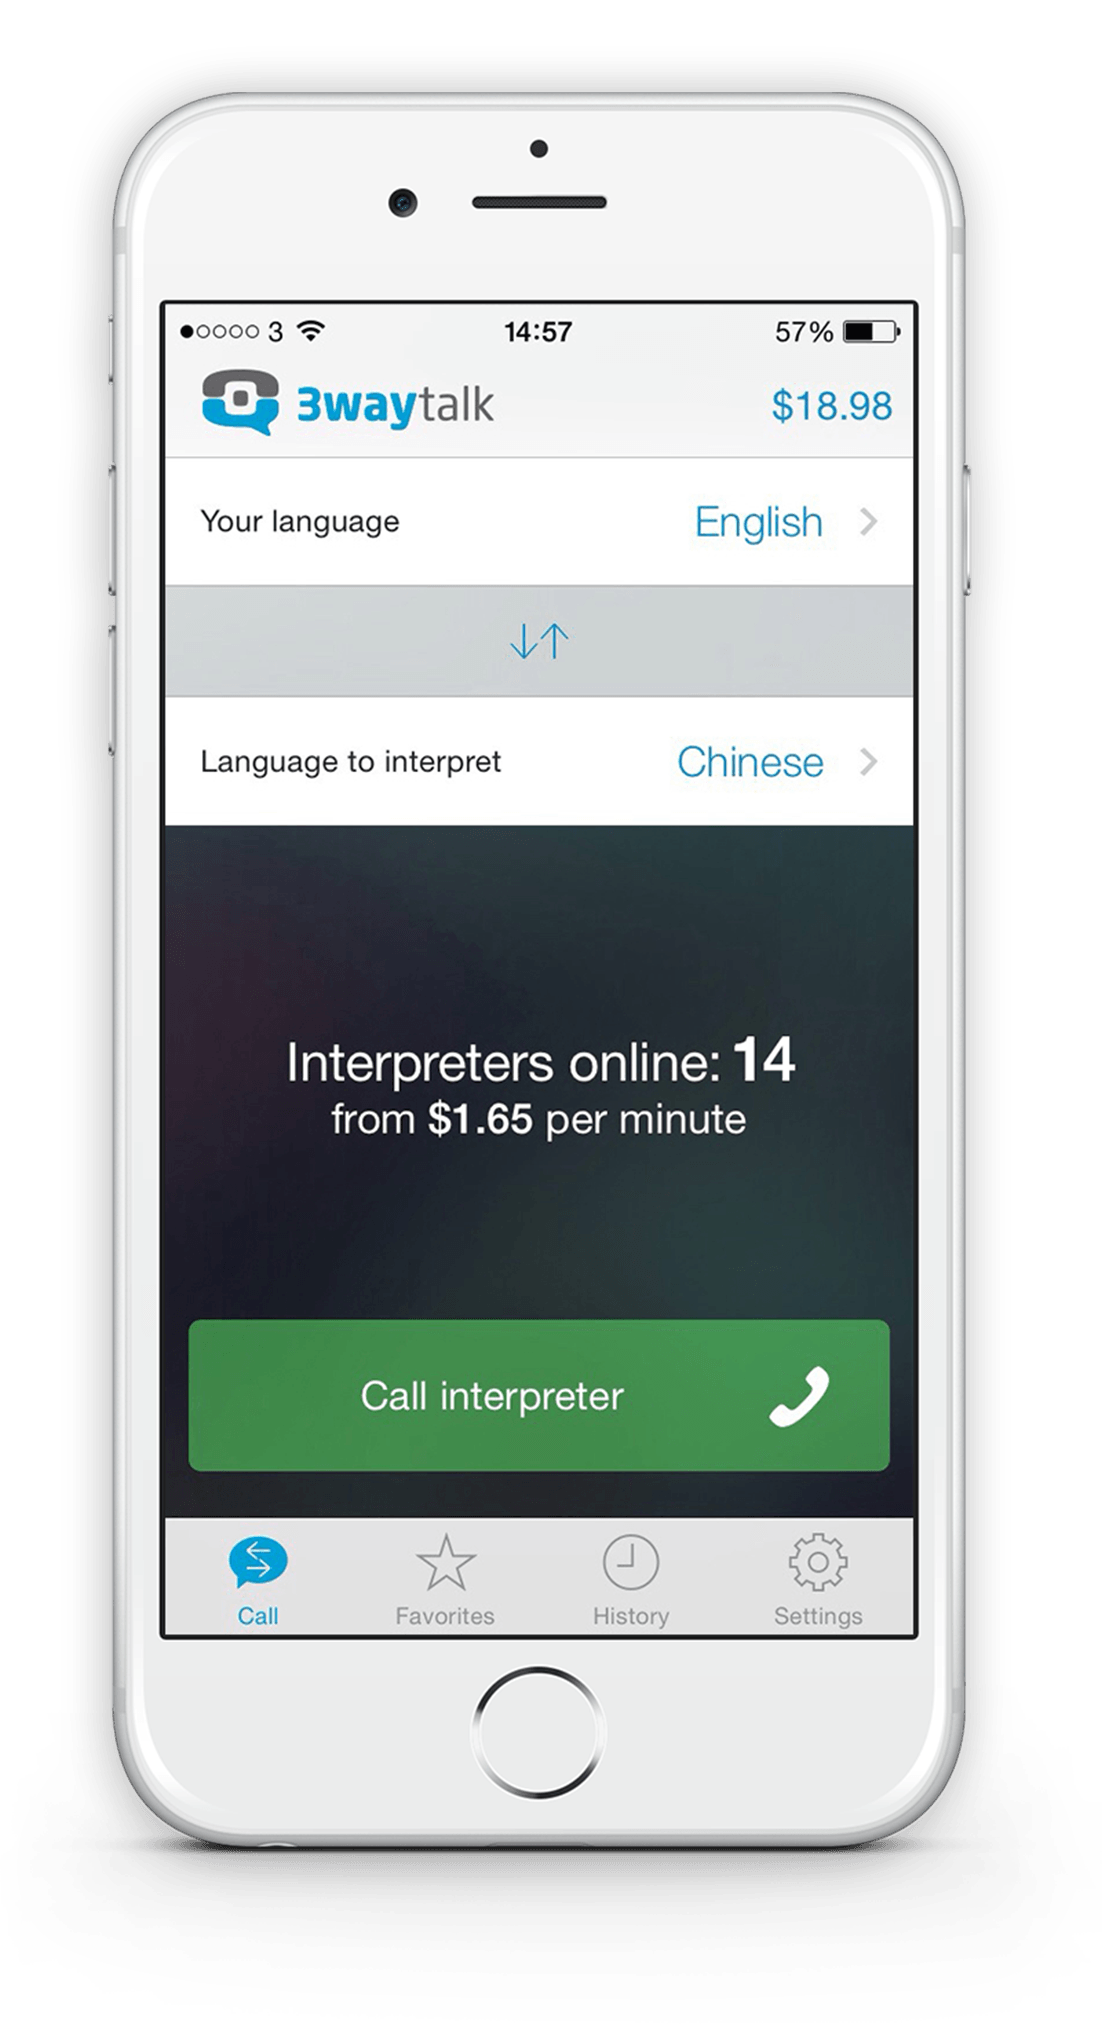 3 14:57 57%
3waytalk $18.98
Your language English
Language to interpret Chinese
Interpreters online: 14
from $1.65 per minute
Call interpreter
Call Favorites History Settings